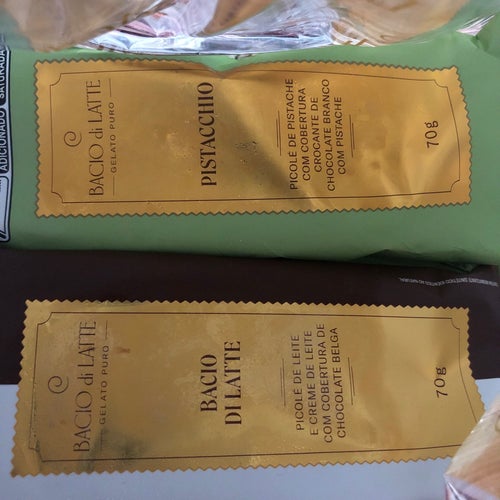 ADICIONADO
SATURADA
BACIO di LATTE
GELATO PURO
PISTACCHIO
PICOLÉ DE PISTACHE
COM COBERTURA
CROCANTE DE
CHOCOLATE BRANCO
COM PISTACHE
70g
BACIO di LATTE
GELATO PURO
BACIO
DI LATTE
PICOLÉ DE LEITE
E CREME DE LEITE
COM COBERTURA DE
CHOCOLATE BELGA
70g